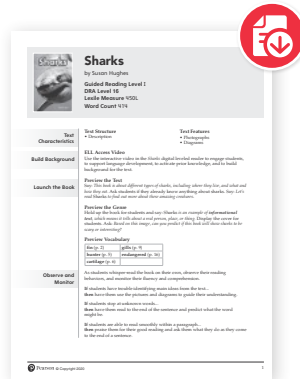 Sharks
Sharks
by Susan Hughes
Guided Reading Level I
DRA Level 16
Lexile Measure 450L
Word Count 474
Text
Characteristics
Text Structure
• Description
Text Features
• Photographs
• Diagrams
Build Background
ELL Access Video
Use the interactive video in the Sharks digital leveled reader to engage students,
to support language development, to activate prior knowledge, and to build
background for the text.
Launch the Book
Preview the Text
Say: This book is about different types of sharks, including where they live, and what and
how they eat. Ask students if they already know anything about sharks. Say: Let's
read Sharks to find out more about these amazing creatures.
Preview the Genre
Hold up the book for students and say: Sharks is an example of informational
text, which means it tells about a real person, place, or thing. Display the cover for
students. Ask: Based on this image, can you predict if this book will show sharks to be
scary or interesting?
Preview Vocabulary
fin (p. 2) gills (p. 9)
hunter (p. 5) endangered (p. 16)
cartilage (p. 6)
Observe and
Monitor
As students whisper-read the book on their own, observe their reading
behaviors, and monitor their fluency and comprehension.
If students have trouble identifying main ideas from the text...
then have them use the pictures and diagrams to guide their understanding.
If students stop at unknown words...
then have them read to the end of the sentence and predict what the word
might be.
If students are able to read smoothly within a paragraph...
then praise them for their good reading and ask them why they do as they come
to the end of a sentence.
Pearson © Copyright 2020
1